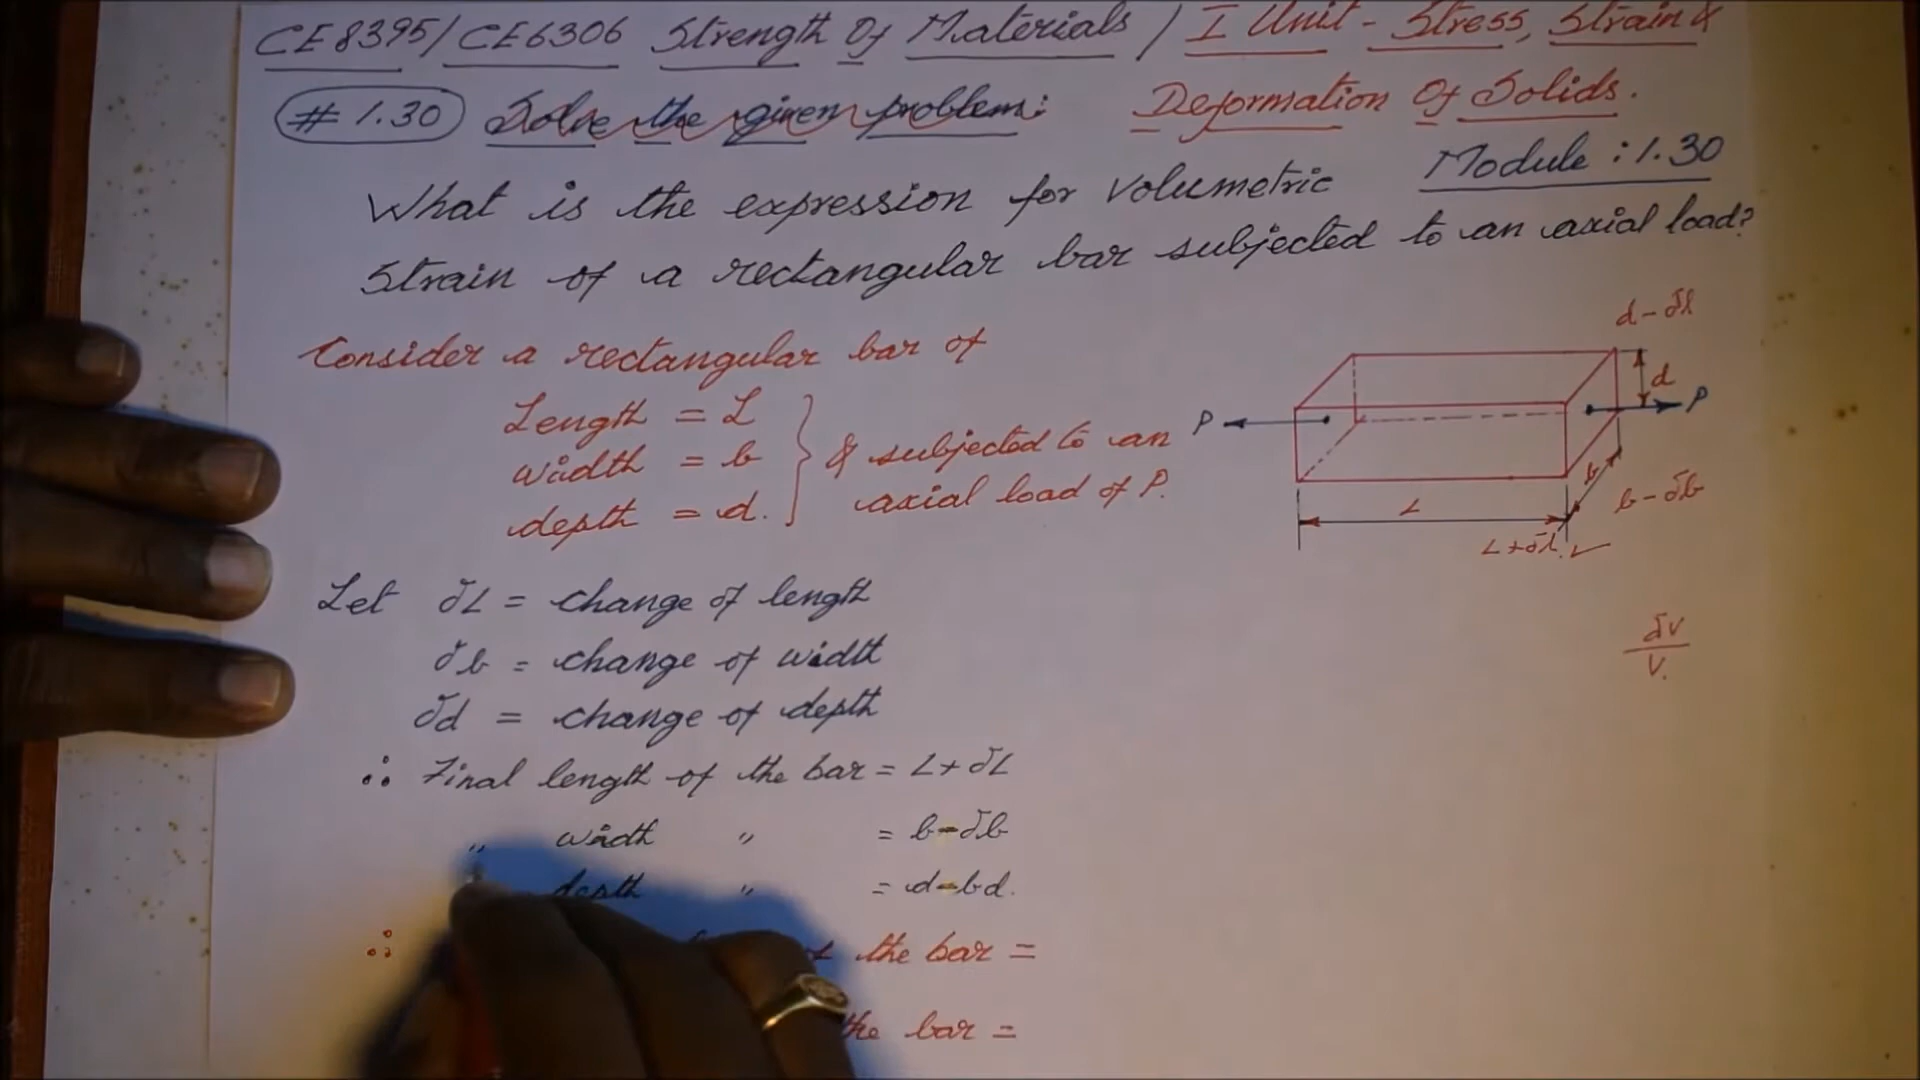 CE8395/CE6306 Strength Of Materials / I Unit - Stress, Strain &
Deformation Of Solids.
# 1.30 Solve the given problem:
Module : 1.30
What is the expression for volumetric
Strain of a rectangular bar subjected to an axial load?
Consider a rectangular bar of
Length = L
width = b
depth = d.
& subjected to an
axial load of P.
d - δd
d
P
P
b
b - δb
L
L + δL
Let δL = change of length
δb = change of width
δd = change of depth
δV
V.
∴ Final length of the bar = L + δL
" width " = b - δb
depth " = d - bd.
∴ of the bar =
the bar =